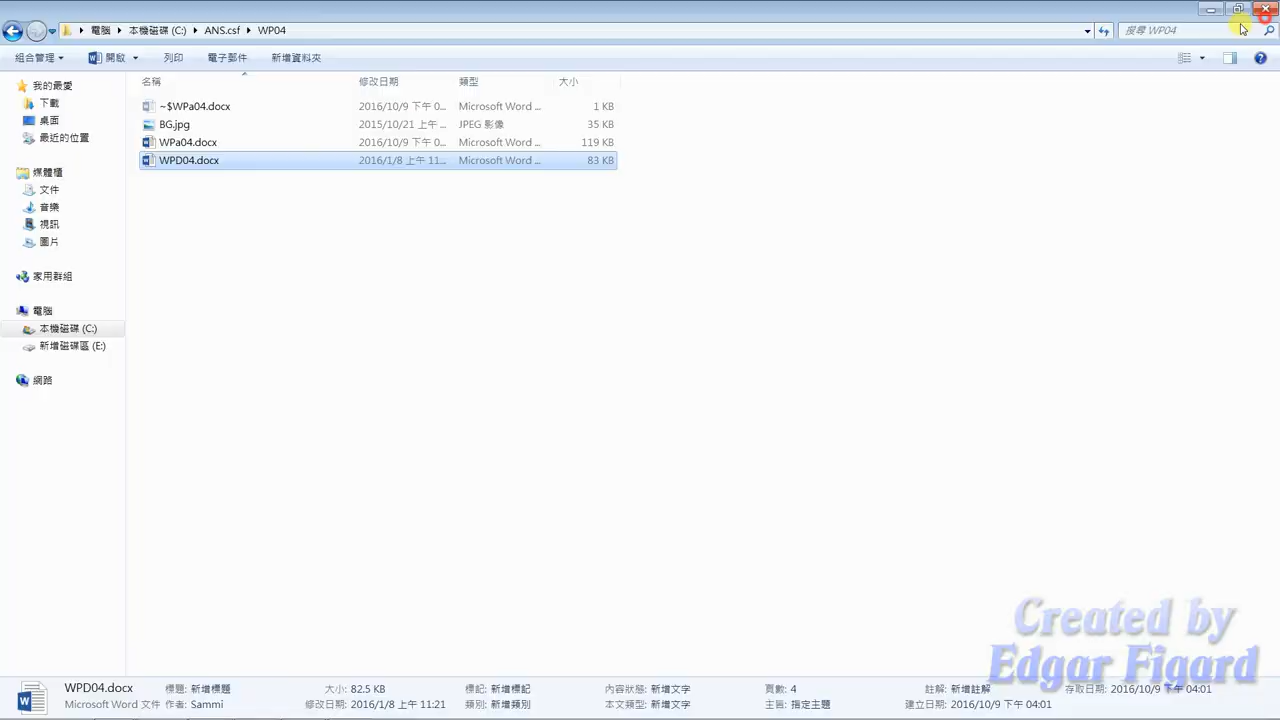 電腦 本機磁碟 (C:) ANS.csf WP04
搜尋 WP04
組合管理 開啟 列印 電子郵件 新增資料夾
名稱 修改日期 類型 大小
~$WPa04.docx 2016/10/9 下午 0... Microsoft Word ... 1 KB
BG.jpg 2015/10/21 上午 ... JPEG 影像 35 KB
WPa04.docx 2016/10/9 下午 0... Microsoft Word ... 119 KB
WPD04.docx 2016/1/8 上午 11... Microsoft Word ... 83 KB
我的最愛
下載
桌面
最近的位置
媒體櫃
文件
音樂
視訊
圖片
家用群組
電腦
本機磁碟 (C:)
新增磁碟區 (E:)
網路
Created by
Edgar Figard
WPD04.docx 標題: 新增標題 大小: 82.5 KB 標記: 新增標記 內容狀態: 新增文字 頁數: 4 註解: 新增註解 存取日期: 2016/10/9 下午 04:01
Microsoft Word 文件 作者: Sammi 修改日期: 2016/1/8 上午 11:21 類別: 新增類別 本文類型: 新增文字 主旨: 指定主題 建立日期: 2016/10/9 下午 04:01